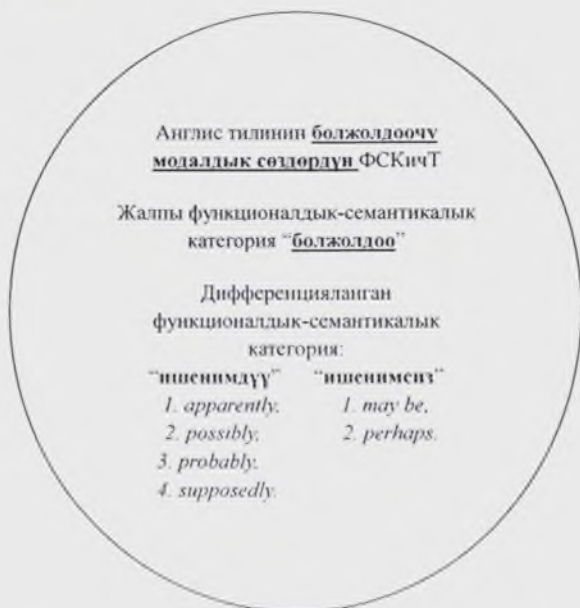 Англис тилинин болжолдоочу
модалдык сөздөрдүн ФСКичТ
Жалпы функционалдык-семантикалык
категория “болжолдоо”
Дифференцияланган
функционалдык-семантикалык
категория:
“ишенимдүү” “ишенимсиз”
1. apparently, 1. may be,
2. possibly, 2. perhaps.
3. probably,
4. supposedly.